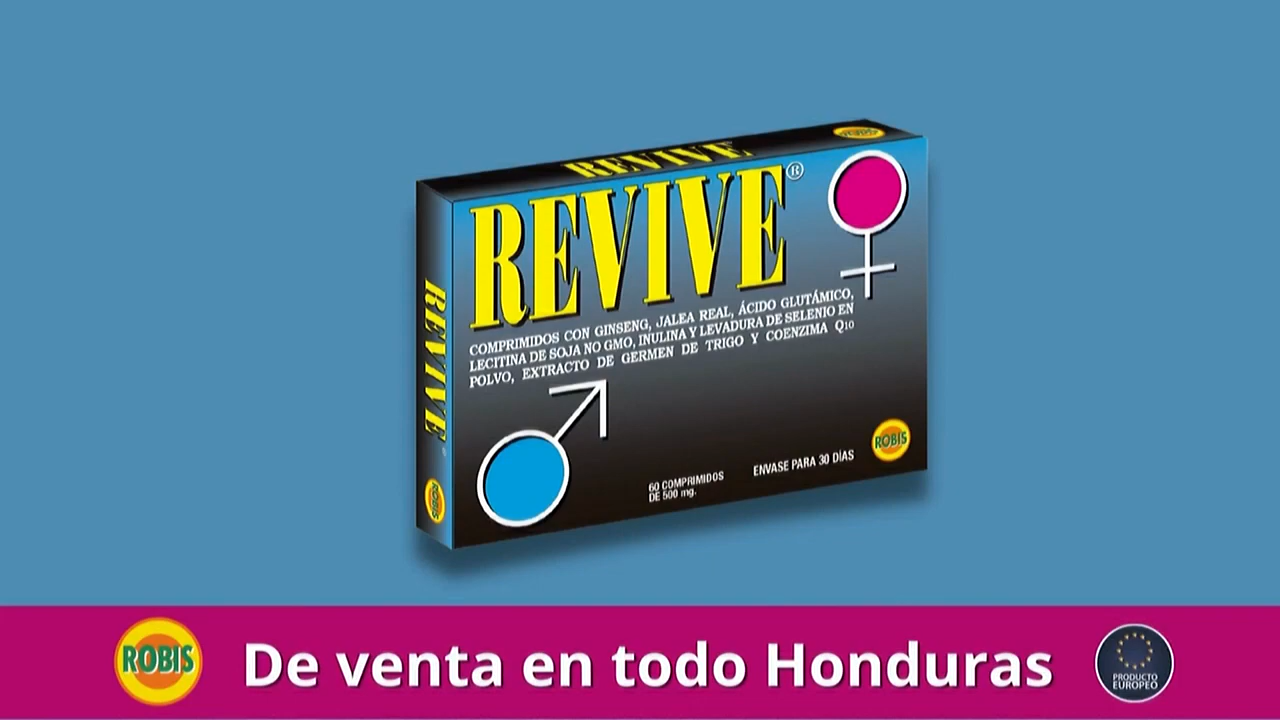 REVIVE
ROBIS
REVIVE®
COMPRIMIDOS CON GINSENG, JALEA REAL, ÁCIDO GLUTÁMICO,
LECITINA DE SOJA NO GMO, INULINA Y LEVADURA DE SELENIO EN
POLVO, EXTRACTO DE GERMEN DE TRIGO Y COENZIMA Q10
REVIVE
ROBIS
60 COMPRIMIDOS
DE 500 mg.
ENVASE PARA 30 DÍAS
ROBIS
ROBIS
De venta en todo Honduras
PRODUCTO
EUROPEO